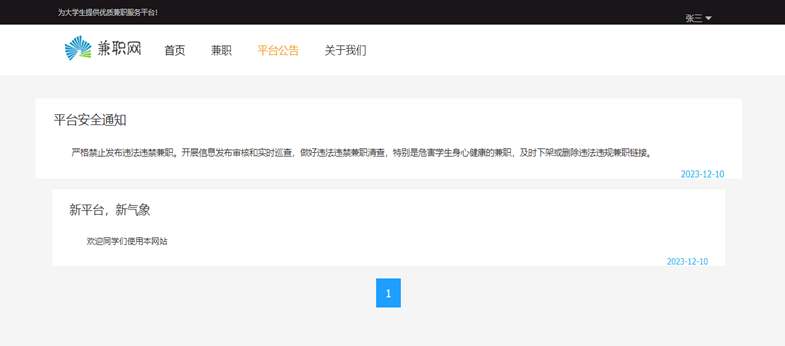 为大学生提供优质兼职服务平台!
张三
兼职网 首页 兼职 平台公告 关于我们
平台安全通知
严格禁止发布违法违禁兼职。开展信息发布审核和实时巡查，做好违法违禁兼职清查，特别是危害学生身心健康的兼职，及时下架或删除违法违规兼职链接。
2023-12-10
新平台，新气象
欢迎同学们使用本网站
2023-12-10
1